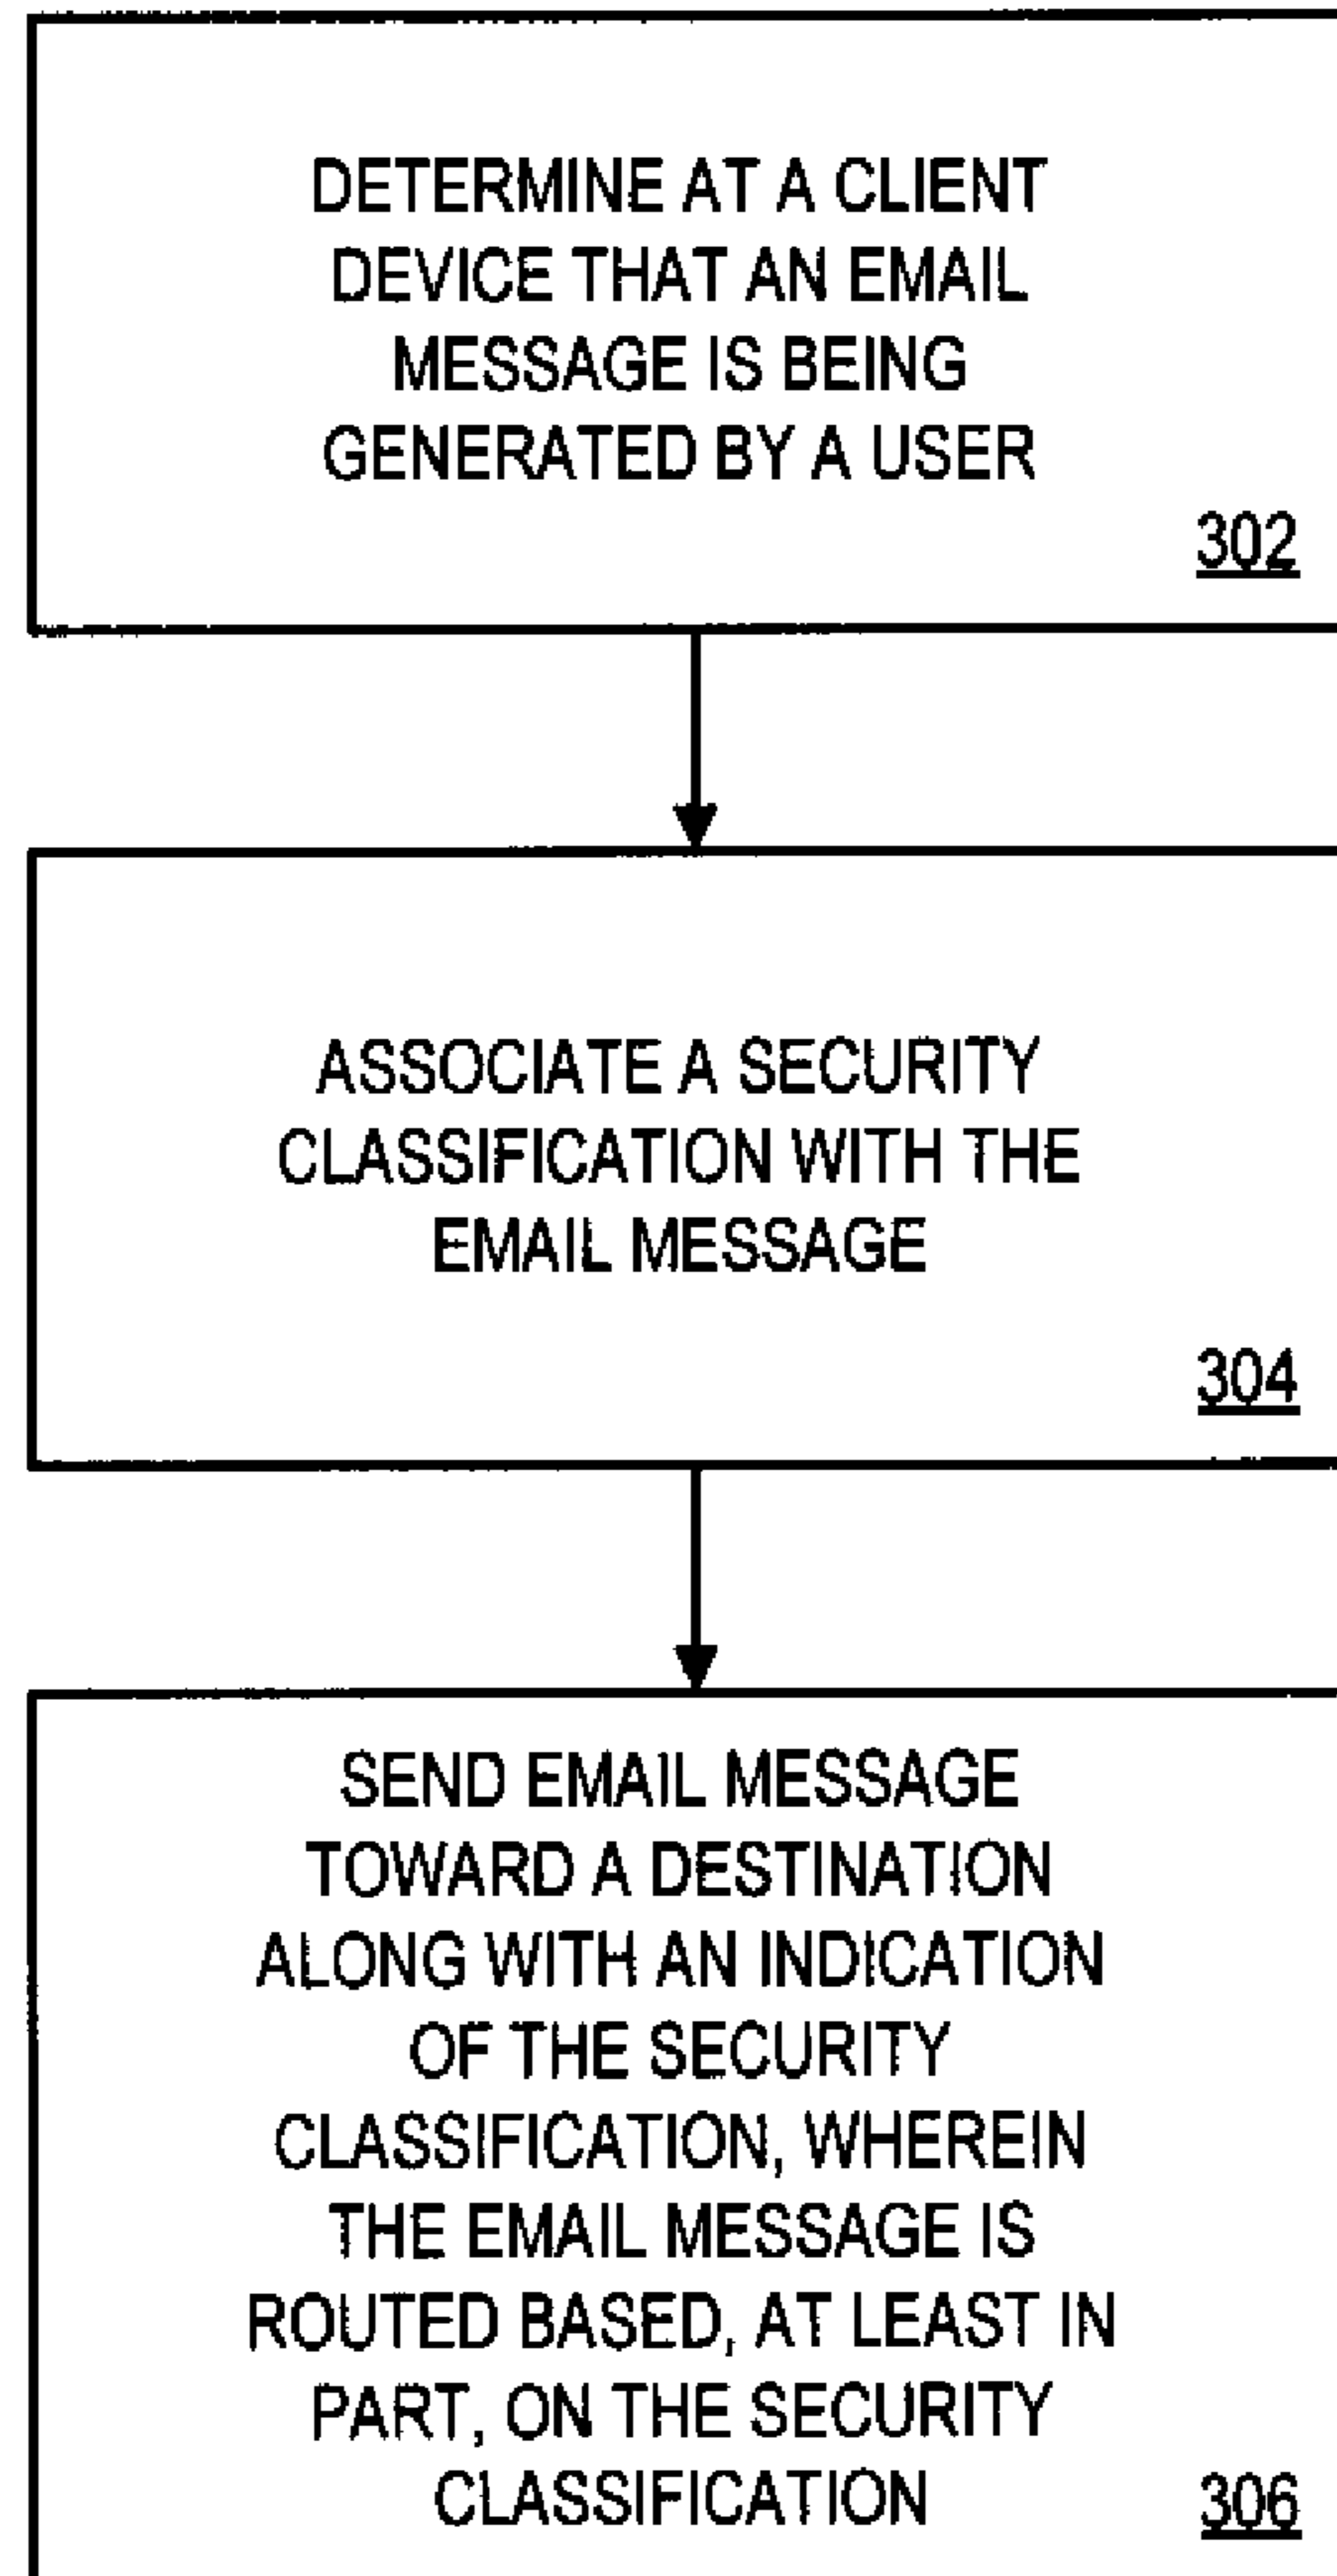 DETERMINE AT A CLIENT
DEVICE THAT AN EMAIL
MESSAGE IS BEING
GENERATED BY A USER
302
ASSOCIATE A SECURITY
CLASSIFICATION WITH THE
EMAIL MESSAGE
304
SEND EMAIL MESSAGE
TOWARD A DESTINATION
ALONG WITH AN INDICATION
OF THE SECURITY
CLASSIFICATION, WHEREIN
THE EMAIL MESSAGE IS
ROUTED BASED, AT LEAST IN
PART, ON THE SECURITY
CLASSIFICATION
306